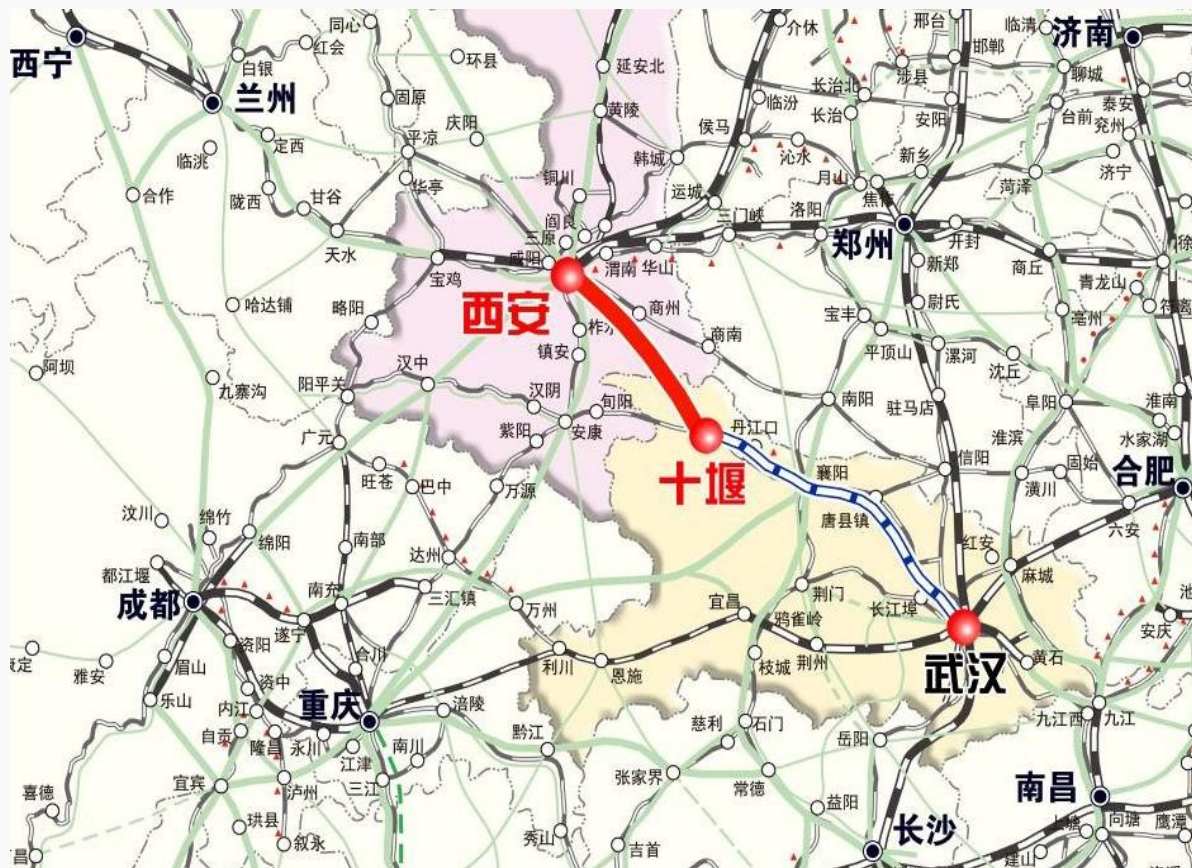 西宁
兰州
白银
红会
同心
环县
延安北
介休
邢台
临清
济南
邯郸
涉县
聊城
泰安
兖州
台前
长治北
长治
安阳
临汾
固原
黄陵
庆阳
平凉
定西
临洮
合作
陇西
甘谷
华亭
铜川
韩城
侯马
沁水
月山
焦作
新乡
菏泽
济宁
运城
三门峡
洛阳
阎良
三原
咸阳
渭南
华山
郑州
开封
新郑
商丘
徐
天水
宝鸡
西安
商州
商南
柞水
镇安
哈达铺
略阳
尉氏
宝丰
平顶山
漯河
沈丘
青龙山
符离
亳州
阿坝
九寨沟
阳平关
汉中
汉阴
旬阳
紫阳
安康
丹江口
十堰
南阳
驻马店
阜阳
淮南
水家湖
合肥
广元
旺苍
巴中
万源
襄阳
唐县镇
信阳
淮滨
固始
潢川
六安
汶川
绵竹
绵阳
南部
达州
红安
麻城
都江堰
成都
南充
三汇镇
万州
宜昌
荆门
鸦雀岭
长江埠
池
安庆
康定
雅安
眉山
资阳
遂宁
合川
利川
恩施
枝城
荆州
武汉
黄石
乐山
资中
内江
重庆
涪陵
黔江
慈利
石门
岳阳
九江西
九江
自贡
隆昌
永川
江津
南川
三江
宜宾
泸州
张家界
常德
益阳
南昌
喜德
珙县
叙永
秀山
吉首
长沙
上塘
向塘
鹰潭
建山
昌